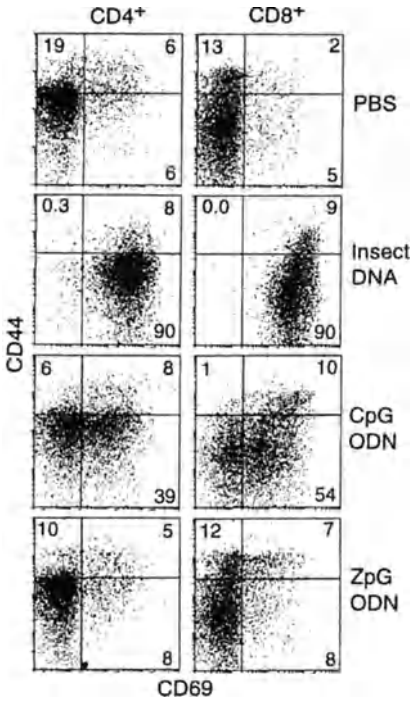 CD4+ CD8+
19 6 13 2
PBS
6 5
0.3 8 0.0 9
Insect
DNA
90 90
CD44
6 8 1 10
CpG
ODN
39 54
10 5 12 7
ZpG
ODN
8 8
CD69